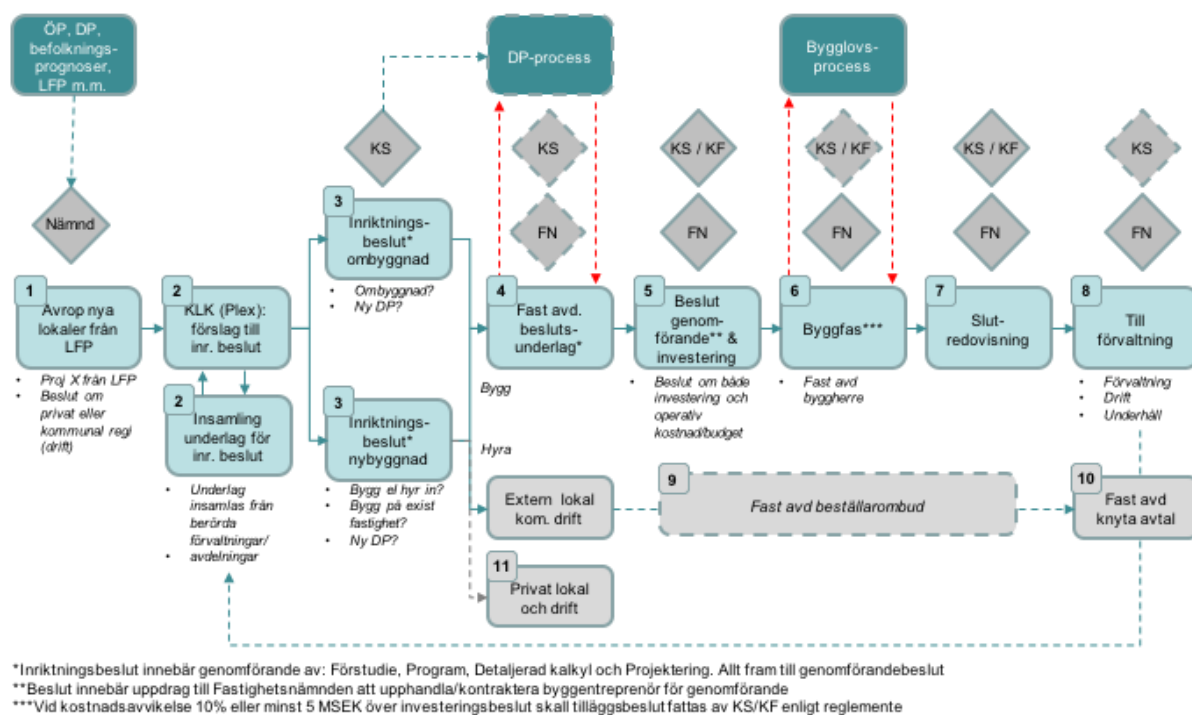 ÖP, DP,
befolknings-
prognoser,
LFP m.m.
DP-process
Bygglovs-
process
KS
KS
KS / KF
KS / KF
KS / KF
KS
Nämnd
FN
FN
FN
FN
FN
1
Avrop nya
lokaler från
LFP
• Proj X från LFP
• Beslut om
privat eller
kommunal regi
(drift)
2
KLK (Plex):
förslag till
inr. beslut
2
Insamling
underlag för
inr. beslut
• Underlag
insamlas från
berörda
förvaltningar/
• avdelningar
3
Inriktnings-
beslut*
ombyggnad
• Ombyggnad?
• Ny DP?
3
Inriktnings-
beslut*
nybyggnad
• Bygg el hyr in?
• Bygg på exist
fastighet?
• Ny DP?
4
Fast avd.
besluts-
underlag*
Bygg
Hyra
5
Beslut
genom-
förande** &
investering
• Beslut om både
investering och
operativ
kostnad/budget
6
Byggfas***
• Fast avd
byggherre
7
Slut-
redovisning
8
Till
förvaltning
• Förvaltning
• Drift
• Underhåll
Extern lokal
kom. drift
9
Fast avd beställarombud
10
Fast avd
knyta avtal
11
Privat lokal
och drift
*Inriktningsbeslut innebär genomförande av: Förstudie, Program, Detaljerad kalkyl och Projektering. Allt fram till genomförandebeslut
**Beslut innebär uppdrag till Fastighetsnämnden att upphandla/kontraktera byggentreprenör för genomförande
***Vid kostnadsavvikelse 10% eller minst 5 MSEK över investeringsbeslut skall tilläggsbeslut fattas av KS/KF enligt reglemente